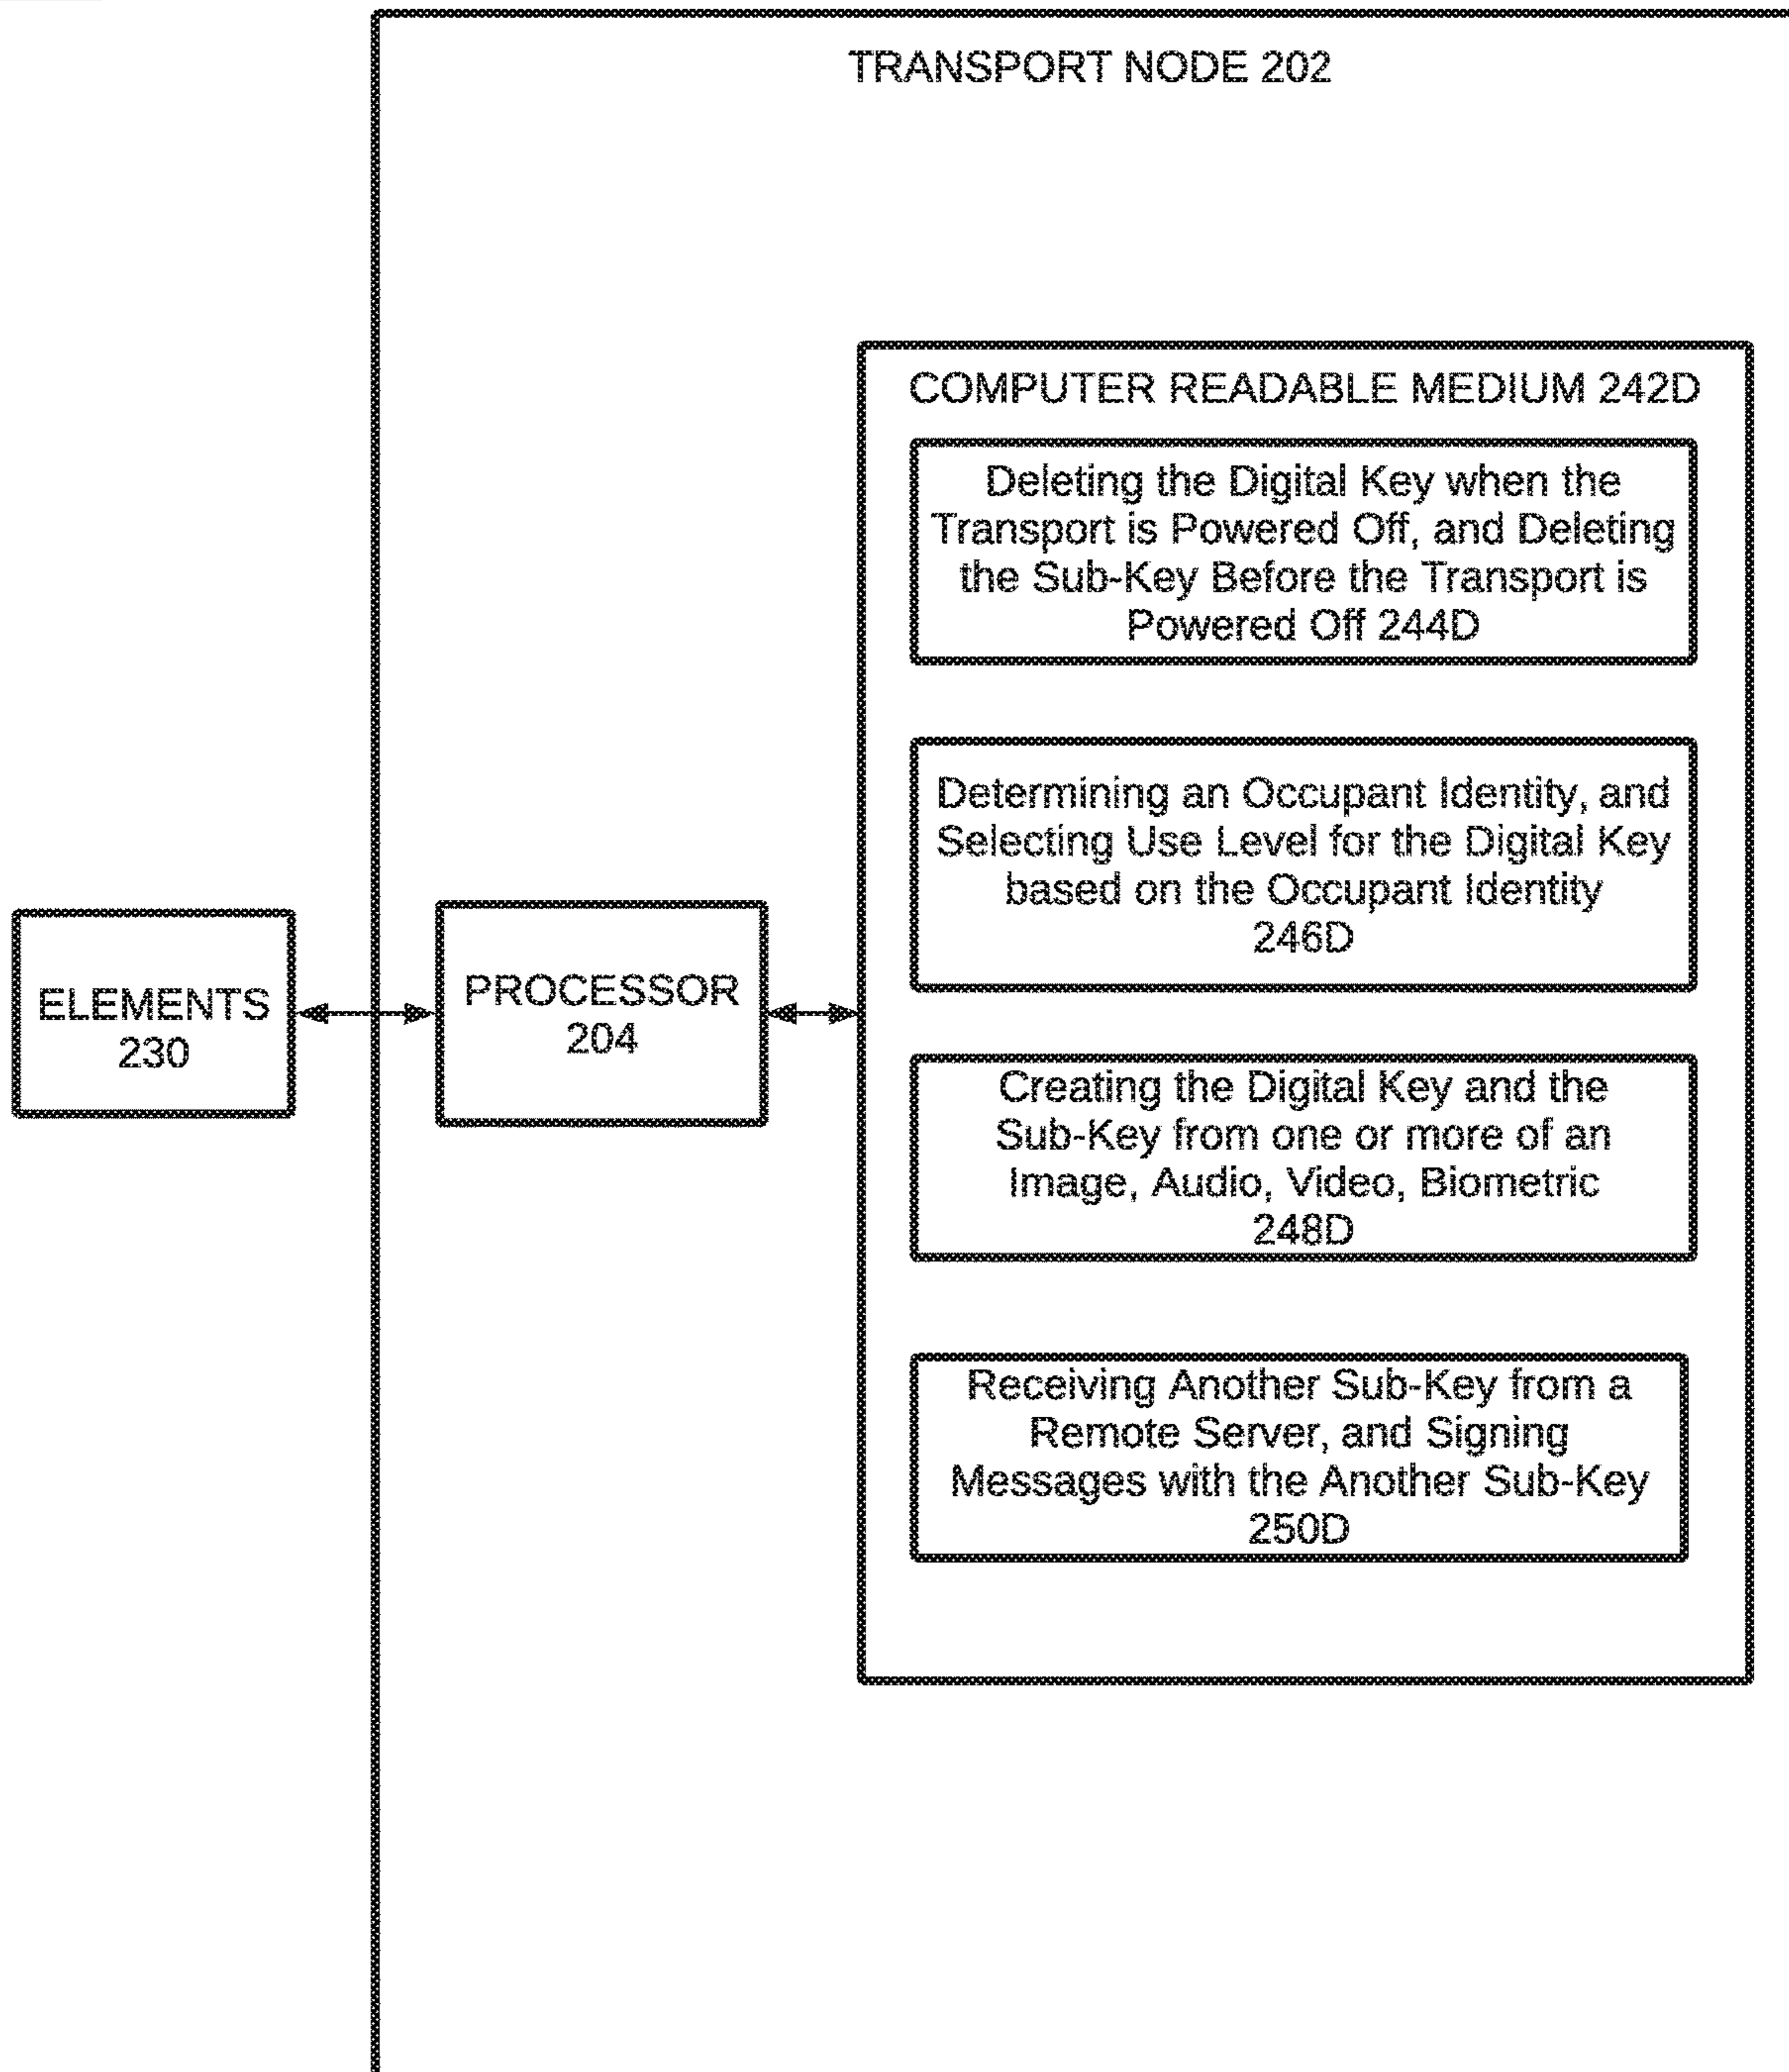 TRANSPORT NODE 202
COMPUTER READABLE MEDIUM 242D
Deleting the Digital Key when the
Transport is Powered Off, and Deleting
the Sub-Key Before the Transport is
Powered Off 244D
Determining an Occupant Identity, and
Selecting Use Level for the Digital Key
based on the Occupant Identity
246D
ELEMENTS
230
PROCESSOR
204
Creating the Digital Key and the
Sub-Key from one or more of an
Image, Audio, Video, Biometric
248D
Receiving Another Sub-Key from a
Remote Server, and Signing
Messages with the Another Sub-Key
250D